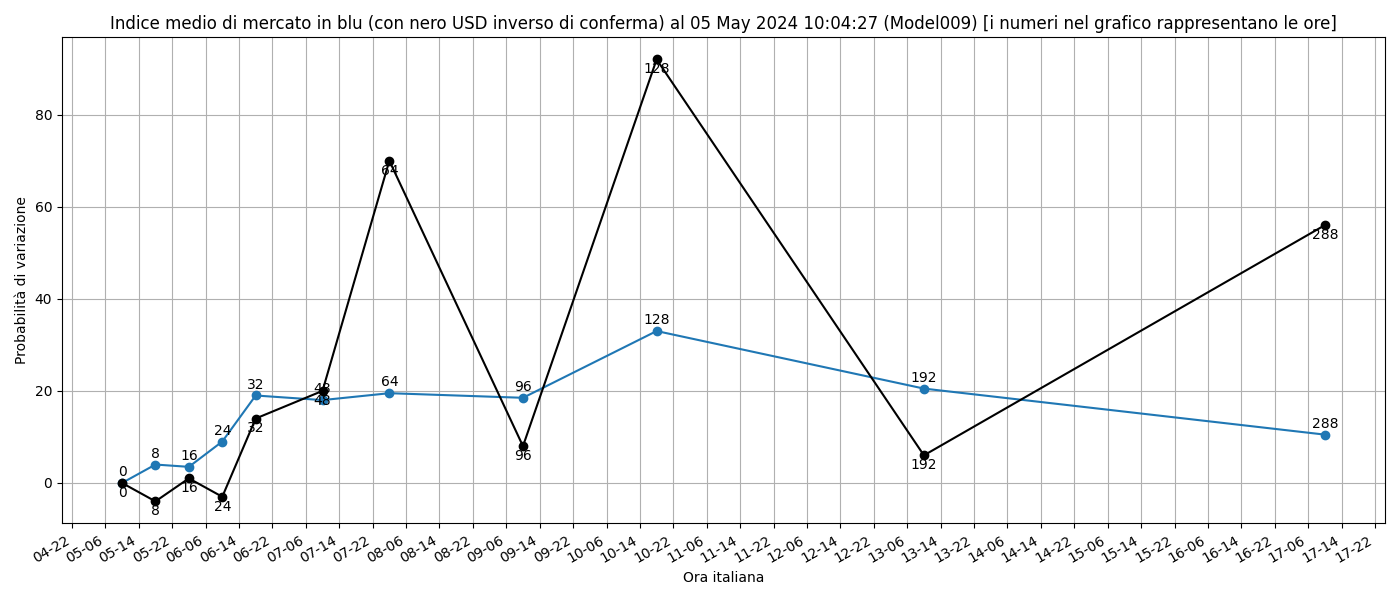 Indice medio di mercato in blu (con nero USD inverso di conferma) al 05 May 2024 10:04:27 (Model009) [i numeri nel grafico rappresentano le ore]
Probabilità di variazione
80
60
40
20
0
0 8 16 24 32 48 64 96 128 192 288
0 8 16 24 32 48 64 96 128 192 288
04-22 05-06 05-14 05-22 06-06 06-14 06-22 07-06 07-14 07-22 08-06 08-14 08-22 09-06 09-14 09-22 10-06 10-14 10-22 11-06 11-14 11-22 12-06 12-14 12-22 13-06 13-14 13-22 14-06 14-14 14-22 15-06 15-14 15-22 16-06 16-14 16-22 17-06 17-14 17-22
Ora italiana